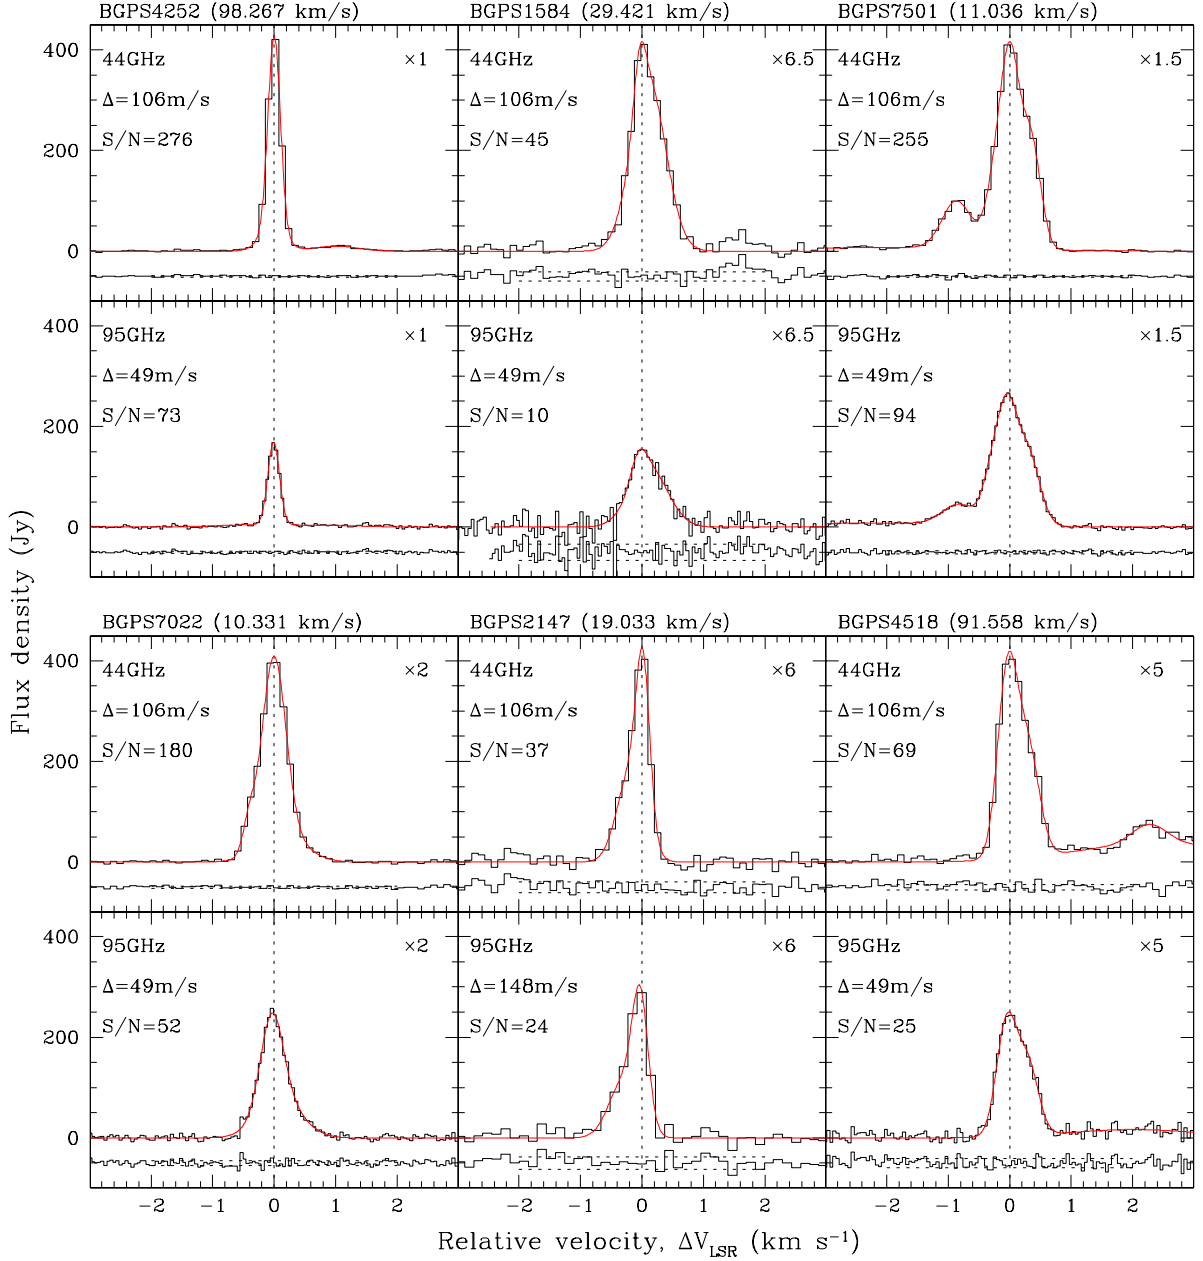 BGPS4252 (98.267 km/s) BGPS1584 (29.421 km/s) BGPS7501 (11.036 km/s)
400
44GHz ×1 44GHz ×6.5 44GHz ×1.5
Δ=106m/s Δ=106m/s Δ=106m/s
S/N=276 S/N=45 S/N=255
200
0
400
95GHz ×1 95GHz ×6.5 95GHz ×1.5
Δ=49m/s Δ=49m/s Δ=49m/s
S/N=73 S/N=10 S/N=94
200
0
Flux density (Jy)
BGPS7022 (10.331 km/s) BGPS2147 (19.033 km/s) BGPS4518 (91.558 km/s)
400
44GHz ×2 44GHz ×6 44GHz ×5
Δ=106m/s Δ=106m/s Δ=106m/s
S/N=180 S/N=37 S/N=69
200
0
400
95GHz ×2 95GHz ×6 95GHz ×5
Δ=49m/s Δ=148m/s Δ=49m/s
S/N=52 S/N=24 S/N=25
200
0
−2 −1 0 1 2 −2 −1 0 1 2 −2 −1 0 1 2
Relative velocity, ΔV_LSR (km s⁻¹)